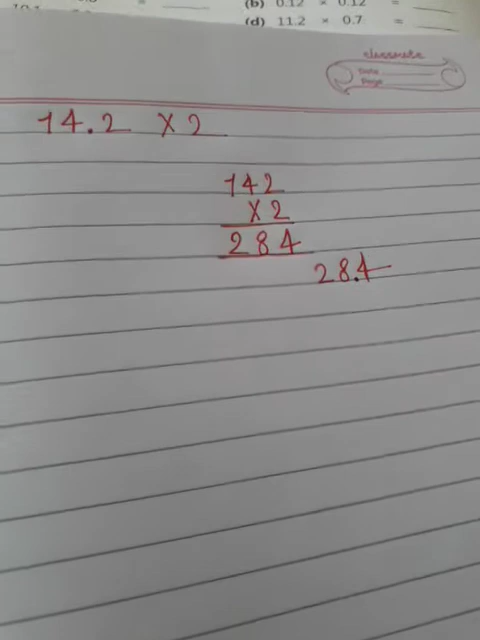 (b) 0.12 × 0.12 =
(d) 11.2 × 0.7 =
classmate
Date
Page
14.2 × 2
142
× 2
284
28.4